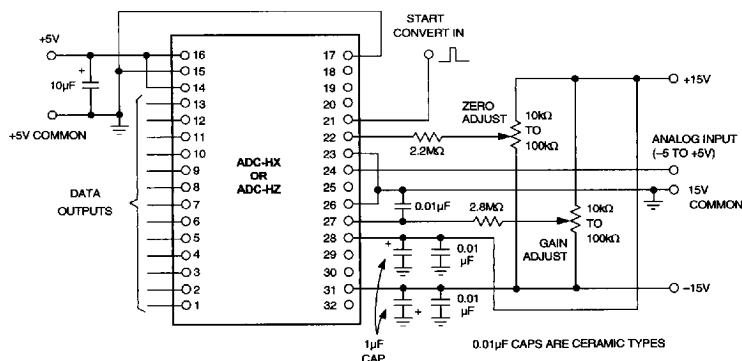 +5V
+
10µF
+5V COMMON
DATA
OUTPUTS
16
15
14
13
12
11
10
9
8
7
6
5
4
3
2
1
ADC-HX
OR
ADC-HZ
17
18
19
20
21
22
23
24
25
26
27
28
29
30
31
32
START
CONVERT IN
2.2MΩ
ZERO
ADJUST
10kΩ
TO
100kΩ
+15V
ANALOG INPUT
(–5 TO +5V)
15V
COMMON
0.01µF
2.8MΩ
10kΩ
TO
100kΩ
GAIN
ADJUST
+
0.01
µF
–15V
+
0.01
µF
1µF
CAP
0.01µF CAPS ARE CERAMIC TYPES